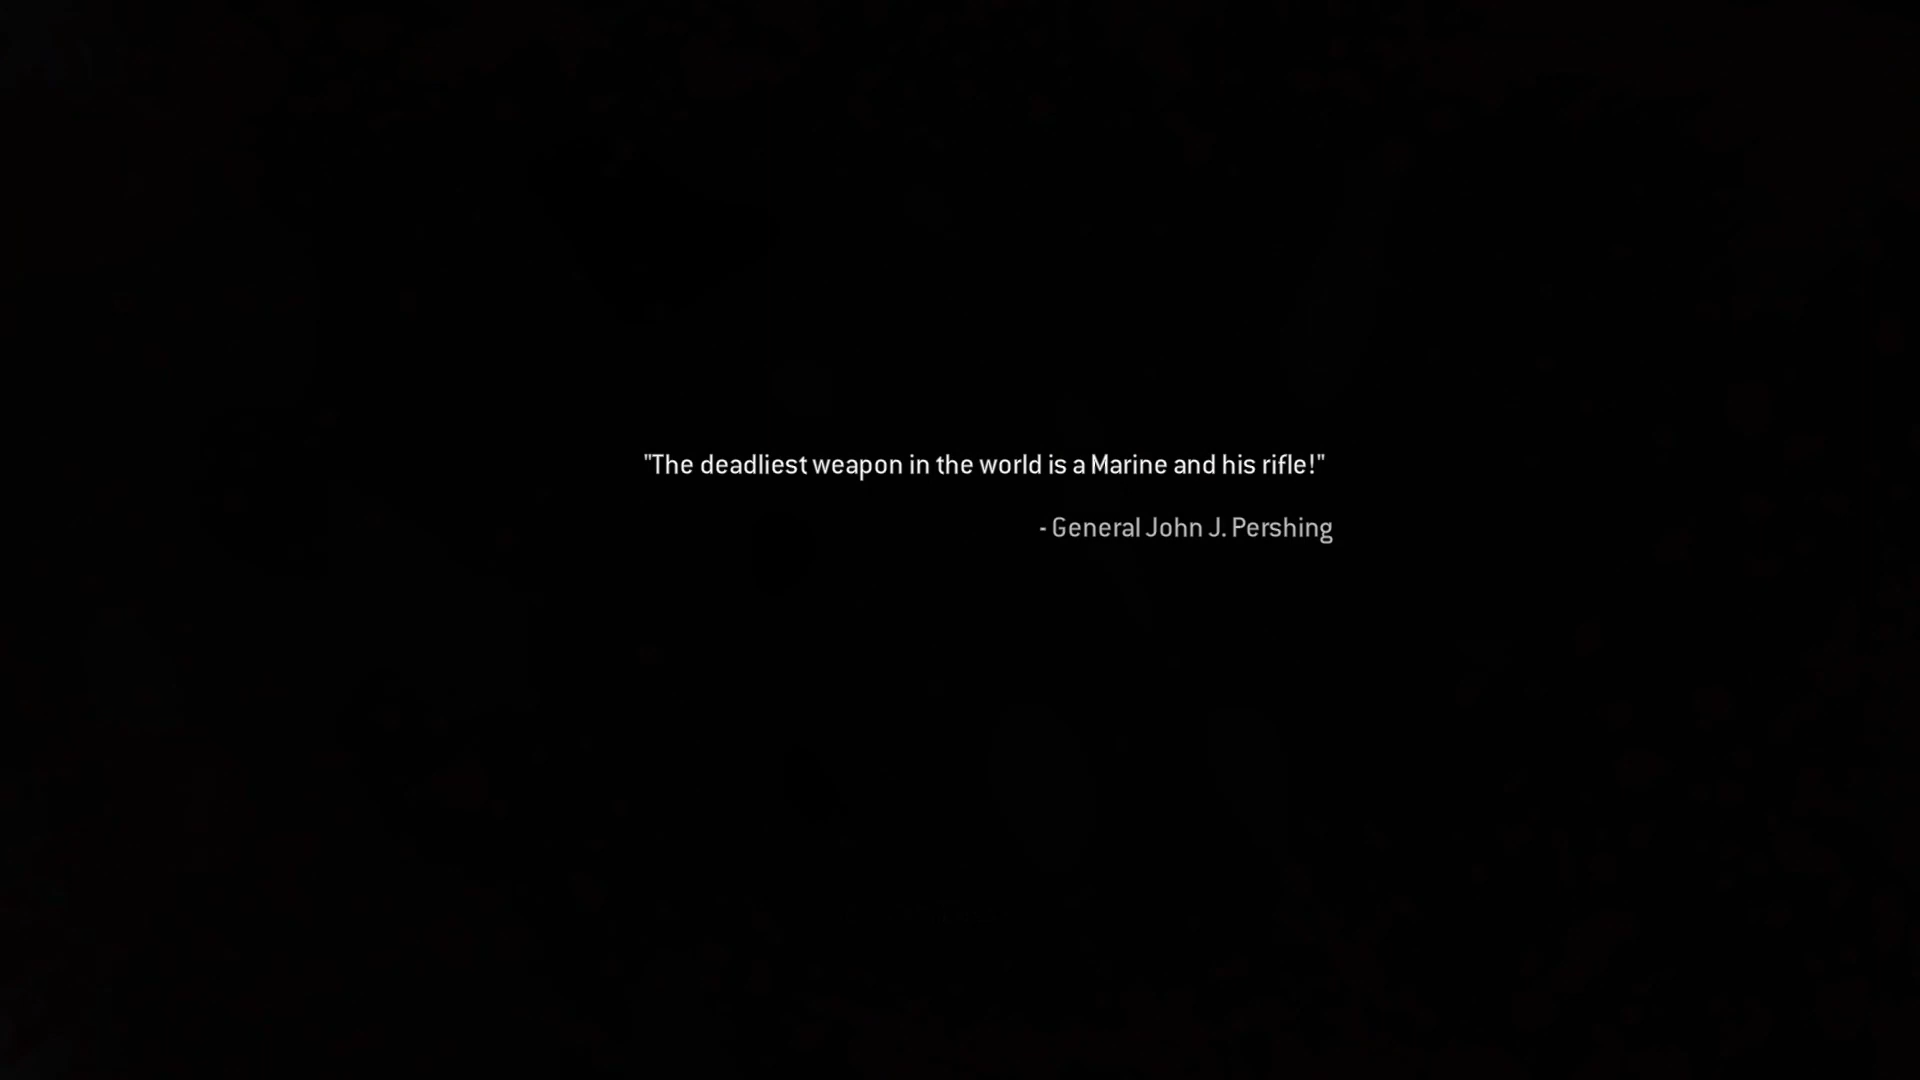 "The deadliest weapon in the world is a Marine and his rifle!"
- General John J. Pershing